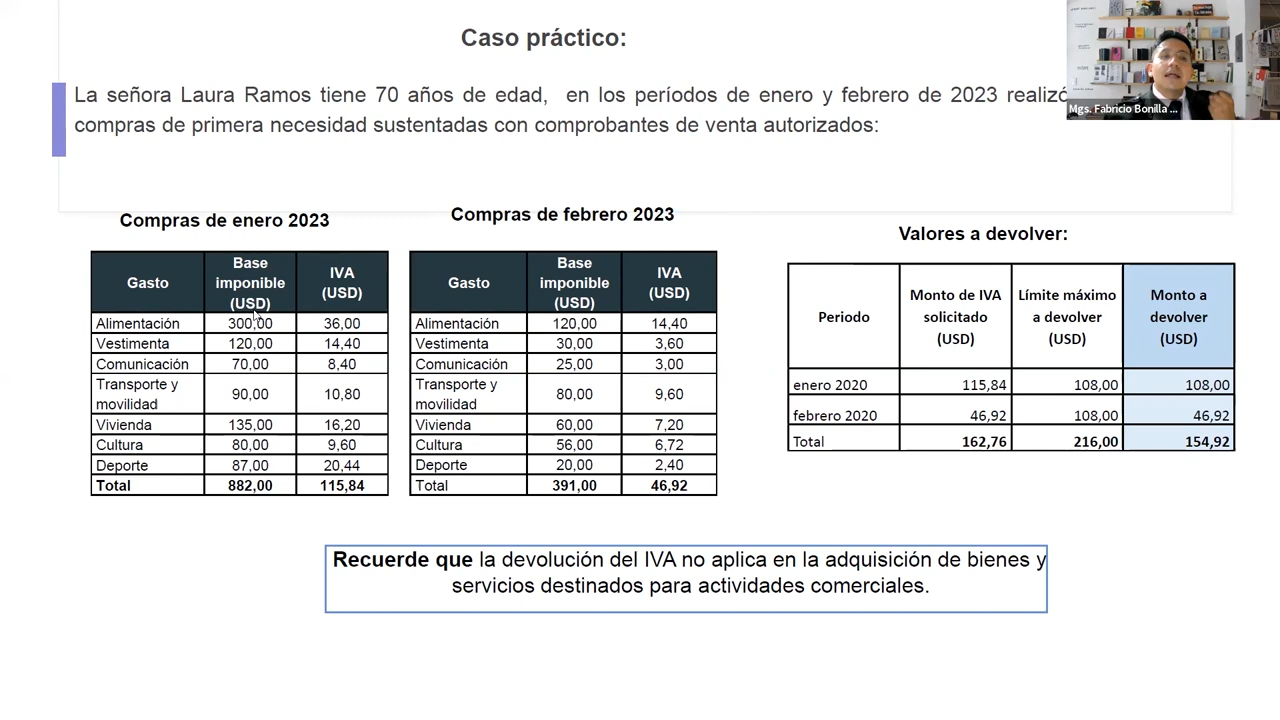 Caso práctico:
La señora Laura Ramos tiene 70 años de edad, en los períodos de enero y febrero de 2023 realizó
compras de primera necesidad sustentadas con comprobantes de venta autorizados:
Mgs. Fabricio Bonilla ...
Compras de enero 2023
Gasto Base imponible (USD) IVA (USD)
Alimentación 300,00 36,00
Vestimenta 120,00 14,40
Comunicación 70,00 8,40
Transporte y movilidad 90,00 10,80
Vivienda 135,00 16,20
Cultura 80,00 9,60
Deporte 87,00 20,44
Total 882,00 115,84
Compras de febrero 2023
Gasto Base imponible (USD) IVA (USD)
Alimentación 120,00 14,40
Vestimenta 30,00 3,60
Comunicación 25,00 3,00
Transporte y movilidad 80,00 9,60
Vivienda 60,00 7,20
Cultura 56,00 6,72
Deporte 20,00 2,40
Total 391,00 46,92
Valores a devolver:
Periodo Monto de IVA solicitado (USD) Límite máximo a devolver (USD) Monto a devolver (USD)
enero 2020 115,84 108,00 108,00
febrero 2020 46,92 108,00 46,92
Total 162,76 216,00 154,92
Recuerde que la devolución del IVA no aplica en la adquisición de bienes y
servicios destinados para actividades comerciales.